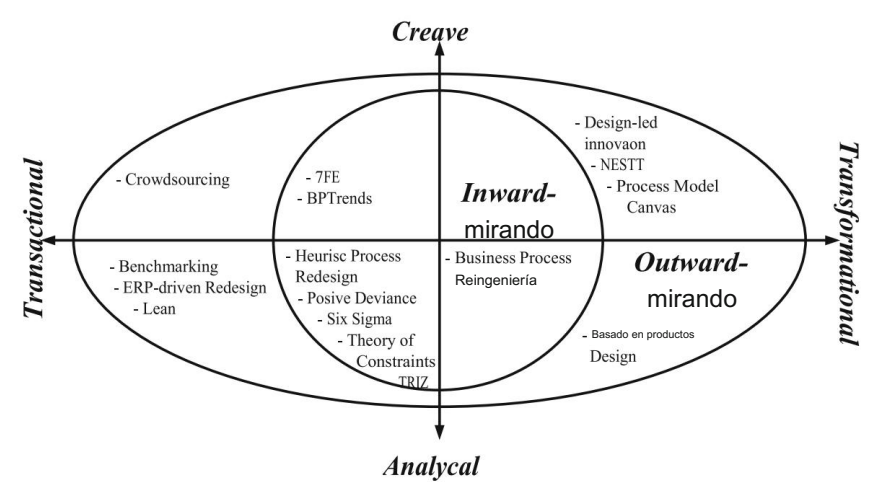 Creave
- Design-led
innovaon
- NESTT
- Process Model
Canvas
- Crowdsourcing
- 7FE
- BPTrends
Inward-
mirando
Transactional
Transformational
- Benchmarking
- ERP-driven Redesign
- Lean
- Heurisc Process
Redesign
- Posive Deviance
- Six Sigma
- Theory of
Constraints
TRIZ
- Business Process
Reingeniería
Outward-
mirando
- Basado en productos
Design
Analycal